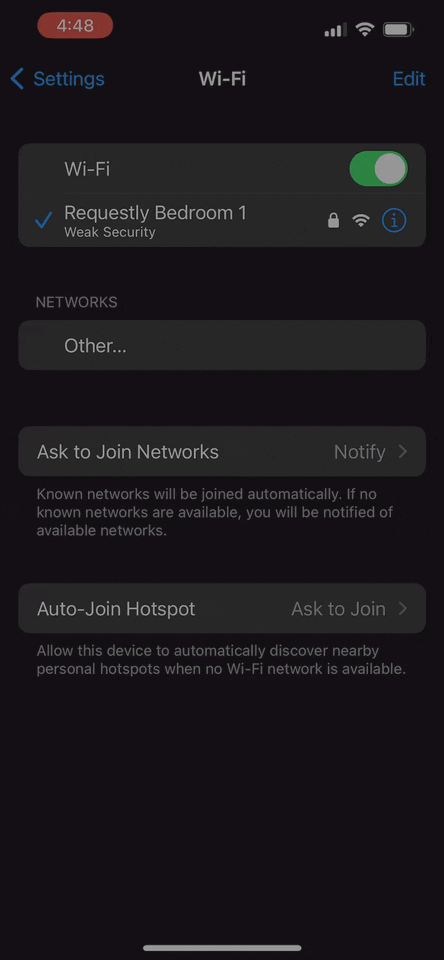 4:48
Settings
Wi-Fi
Edit
Wi-Fi
Requestly Bedroom 1
Weak Security
NETWORKS
Other...
Ask to Join Networks
Notify
Known networks will be joined automatically. If no
known networks are available, you will be notified of
available networks.
Auto-Join Hotspot
Ask to Join
Allow this device to automatically discover nearby
personal hotspots when no Wi-Fi network is available.